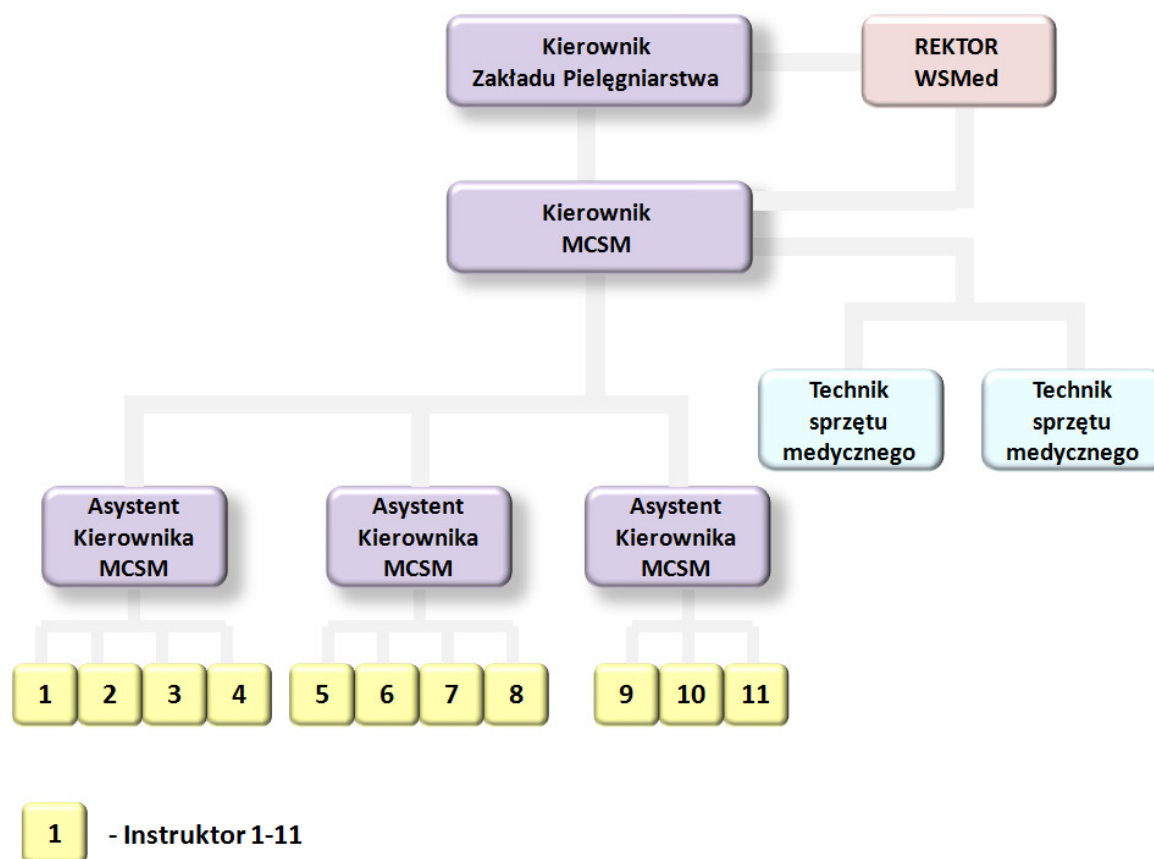 Kierownik
Zakładu Pielęgniarstwa
REKTOR
WSMed
Kierownik
MCSM
Technik
sprzętu
medycznego
Technik
sprzętu
medycznego
Asystent
Kierownika
MCSM
Asystent
Kierownika
MCSM
Asystent
Kierownika
MCSM
1 2 3 4 5 6 7 8 9 10 11
1 - Instruktor 1-11